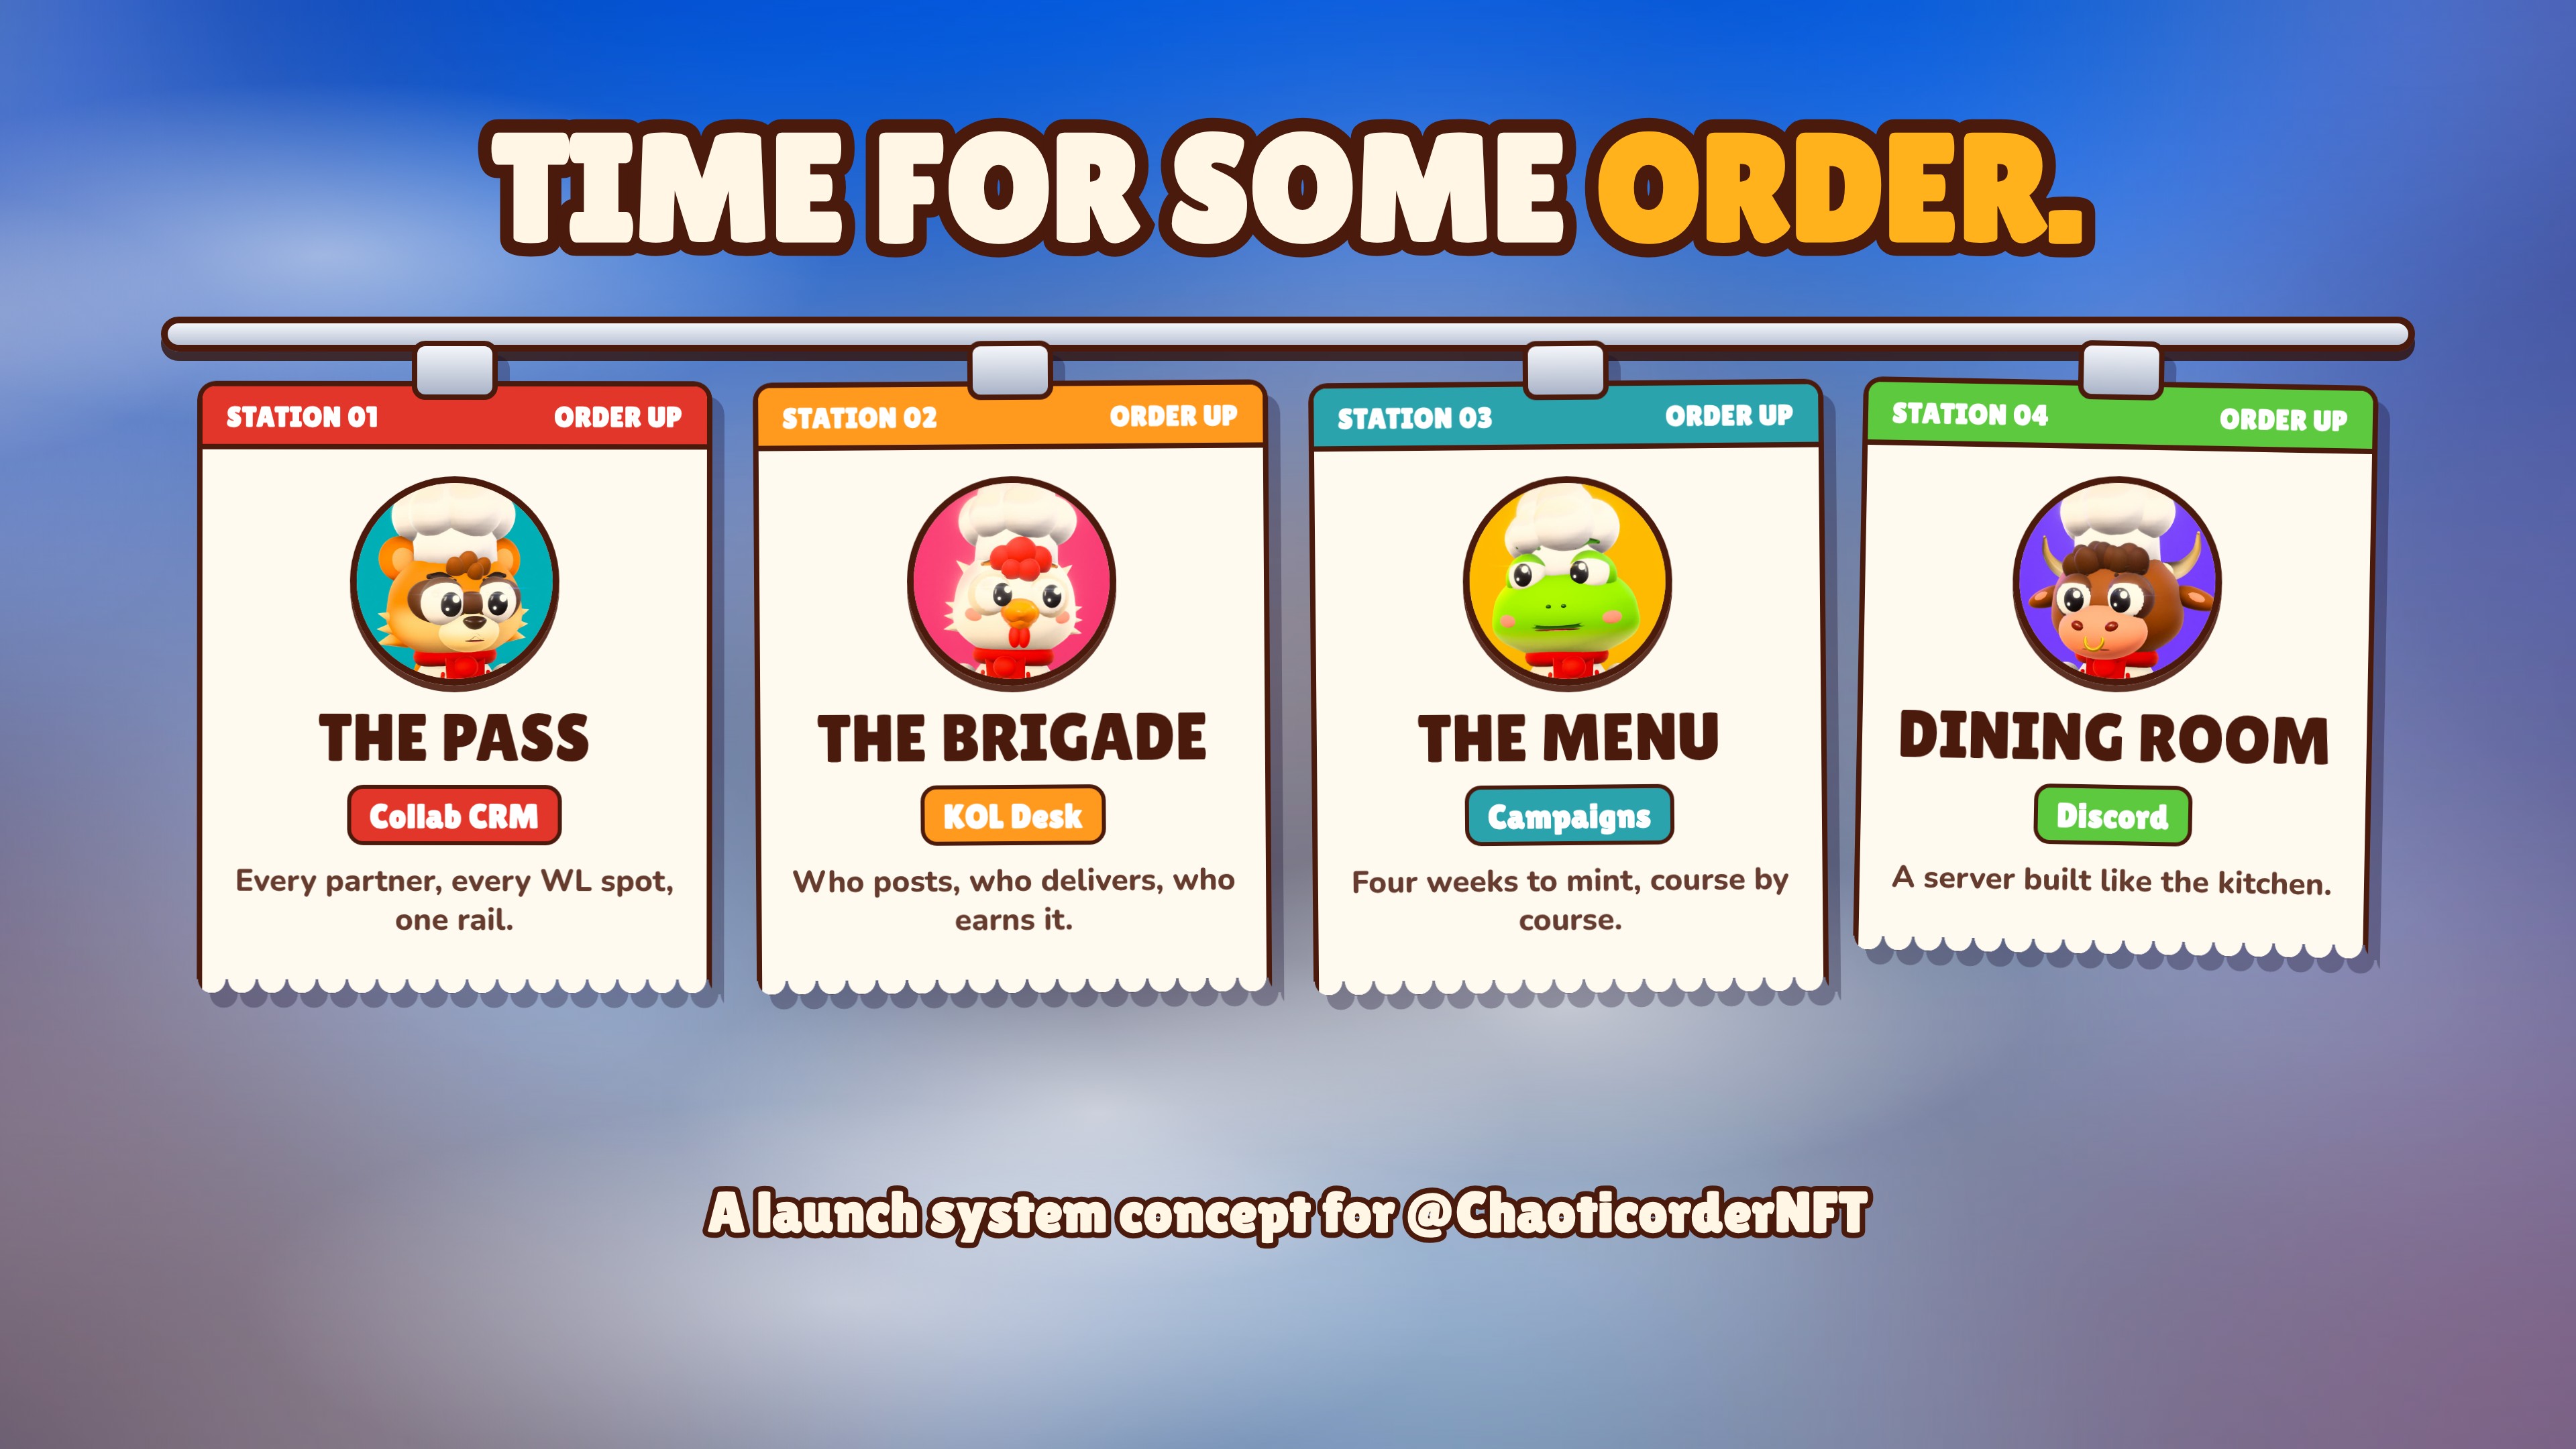 TIME FOR SOME ORDER.
STATION 01 ORDER UP
THE PASS
Collab CRM
Every partner, every WL spot,
one rail.
STATION 02 ORDER UP
THE BRIGADE
KOL Desk
Who posts, who delivers, who
earns it.
STATION 03 ORDER UP
THE MENU
Campaigns
Four weeks to mint, course by
course.
STATION 04 ORDER UP
DINING ROOM
Discord
A server built like the kitchen.
A launch system concept for @ChaoticorderNFT